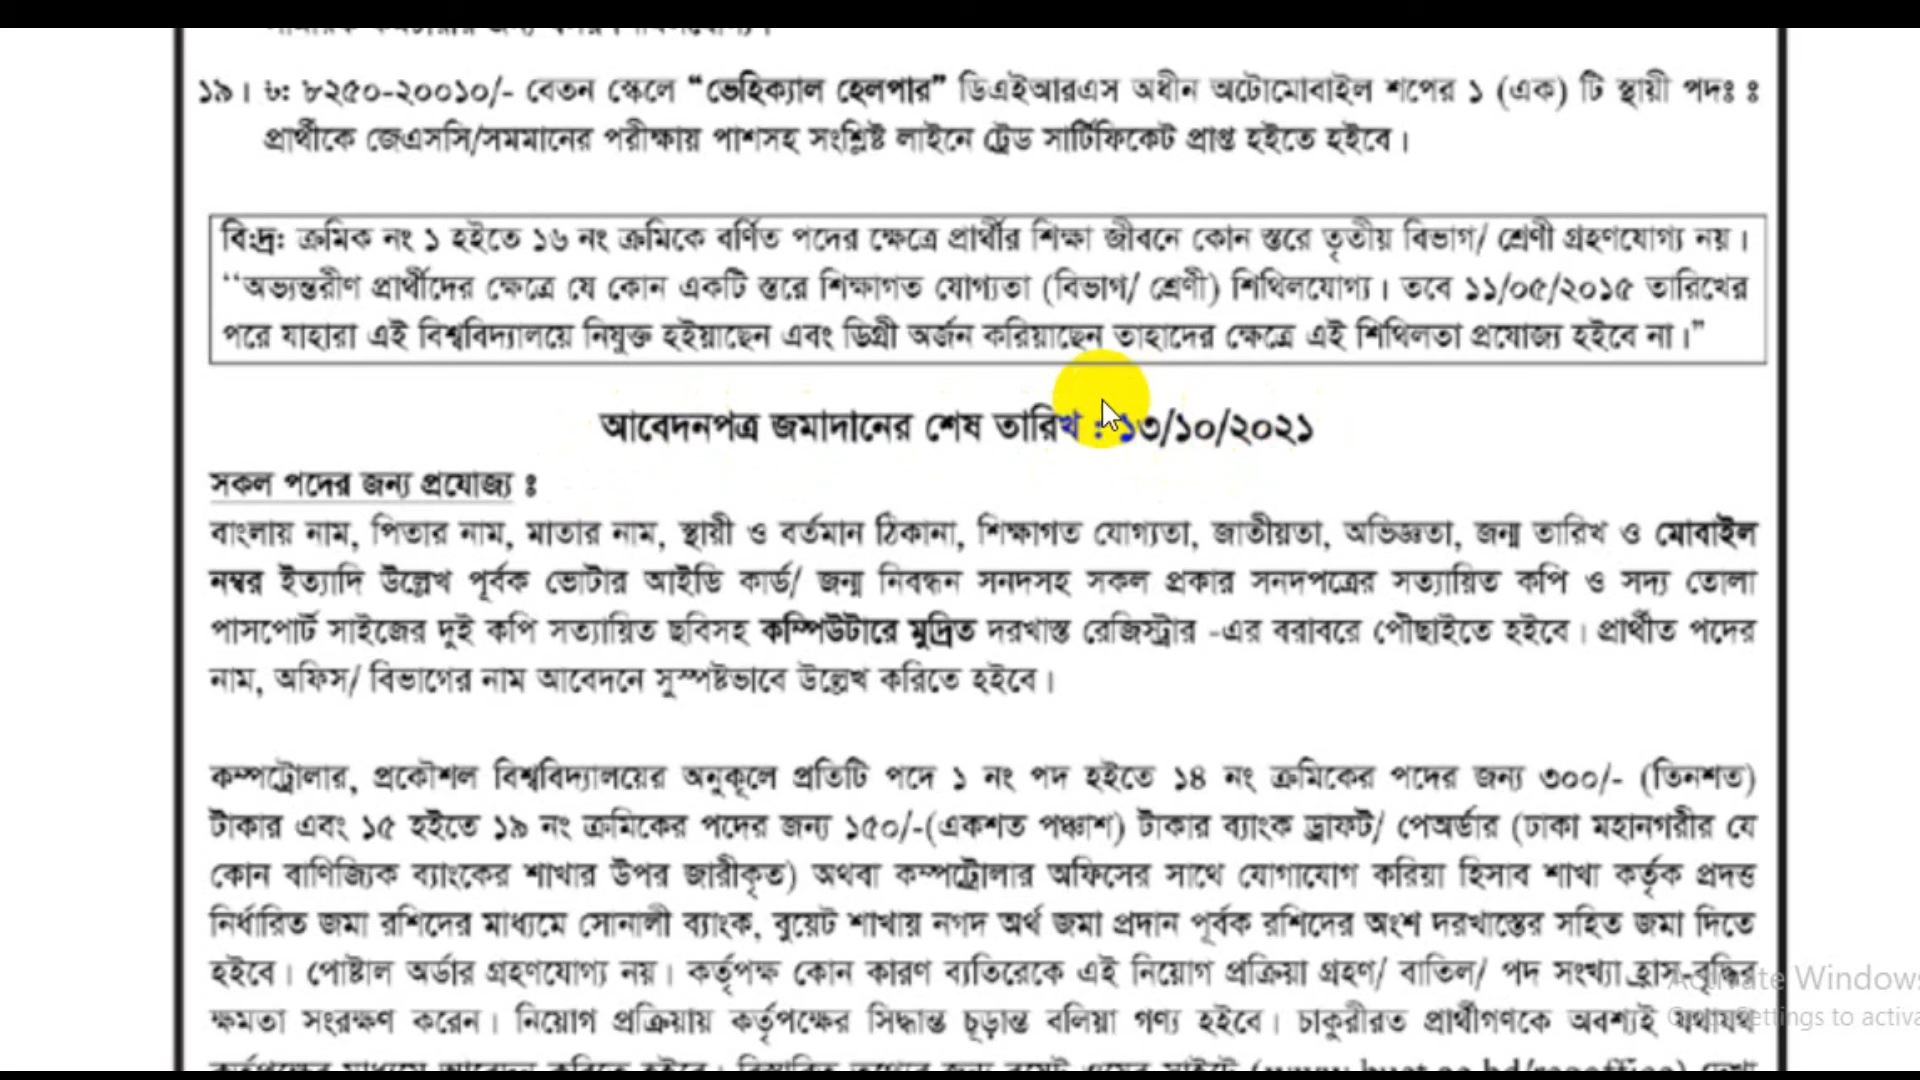 ১৯। ৳: ৮২৫০-২০০১০/- বেতন স্কেলে “ভেহিক্যাল হেলপার” ডিএইআরএস অধীন অটোমোবাইল শপের ১ (এক) টি স্থায়ী পদঃ ঃ
প্রার্থীকে জেএসসি/সমমানের পরীক্ষায় পাশসহ সংশ্লিষ্ট লাইনে ট্রেড সার্টিফিকেট প্রাপ্ত হইতে হইবে।
বি:দ্র: ক্রমিক নং ১ হইতে ১৬ নং ক্রমিকে বর্ণিত পদের ক্ষেত্রে প্রার্থীর শিক্ষা জীবনে কোন স্তরে তৃতীয় বিভাগ/ শ্রেণী গ্রহণযোগ্য নয়।
‘‘অভ্যন্তরীণ প্রার্থীদের ক্ষেত্রে যে কোন একটি স্তরে শিক্ষাগত যোগ্যতা (বিভাগ/ শ্রেণী) শিথিলযোগ্য। তবে ১১/০৫/২০১৫ তারিখের
পরে যাহারা এই বিশ্ববিদ্যালয়ে নিযুক্ত হইয়াছেন এবং ডিগ্রী অর্জন করিয়াছেন তাহাদের ক্ষেত্রে এই শিথিলতা প্রযোজ্য হইবে না।”
আবেদনপত্র জমাদানের শেষ তারিখ : ১৩/১০/২০২১
সকল পদের জন্য প্রযোজ্য ঃ
বাংলায় নাম, পিতার নাম, মাতার নাম, স্থায়ী ও বর্তমান ঠিকানা, শিক্ষাগত যোগ্যতা, জাতীয়তা, অভিজ্ঞতা, জন্ম তারিখ ও মোবাইল
নম্বর ইত্যাদি উল্লেখ পূর্বক ভোটার আইডি কার্ড/ জন্ম নিবন্ধন সনদসহ সকল প্রকার সনদপত্রের সত্যায়িত কপি ও সদ্য তোলা
পাসপোর্ট সাইজের দুই কপি সত্যায়িত ছবিসহ কম্পিউটারে মুদ্রিত দরখাস্ত রেজিস্ট্রার -এর বরাবরে পৌছাইতে হইবে। প্রার্থীত পদের
নাম, অফিস/ বিভাগের নাম আবেদনে সুস্পষ্টভাবে উল্লেখ করিতে হইবে।
কম্পট্রোলার, প্রকৌশল বিশ্ববিদ্যালয়ের অনুকূলে প্রতিটি পদে ১ নং পদ হইতে ১৪ নং ক্রমিকের পদের জন্য ৩০০/- (তিনশত)
টাকার এবং ১৫ হইতে ১৯ নং ক্রমিকের পদের জন্য ১৫০/-(একশত পঞ্চাশ) টাকার ব্যাংক ড্রাফট/ পেঅর্ডার (ঢাকা মহানগরীর যে
কোন বাণিজ্যিক ব্যাংকের শাখার উপর জারীকৃত) অথবা কম্পট্রোলার অফিসের সাথে যোগাযোগ করিয়া হিসাব শাখা কর্তৃক প্রদত্ত
নির্ধারিত জমা রশিদের মাধ্যমে সোনালী ব্যাংক, বুয়েট শাখায় নগদ অর্থ জমা প্রদান পূর্বক রশিদের অংশ দরখাস্তের সহিত জমা দিতে
হইবে। পোষ্টাল অর্ডার গ্রহণযোগ্য নয়। কর্তৃপক্ষ কোন কারণ ব্যতিরেকে এই নিয়োগ প্রক্রিয়া গ্রহণ/ বাতিল/ পদ সংখ্যা হ্রাস-বৃদ্ধির
ক্ষমতা সংরক্ষণ করেন। নিয়োগ প্রক্রিয়ায় কর্তৃপক্ষের সিদ্ধান্ত চূড়ান্ত বলিয়া গণ্য হইবে। চাকুরীরত প্রার্থীগণকে অবশ্যই যথাযথ
Activate Windows